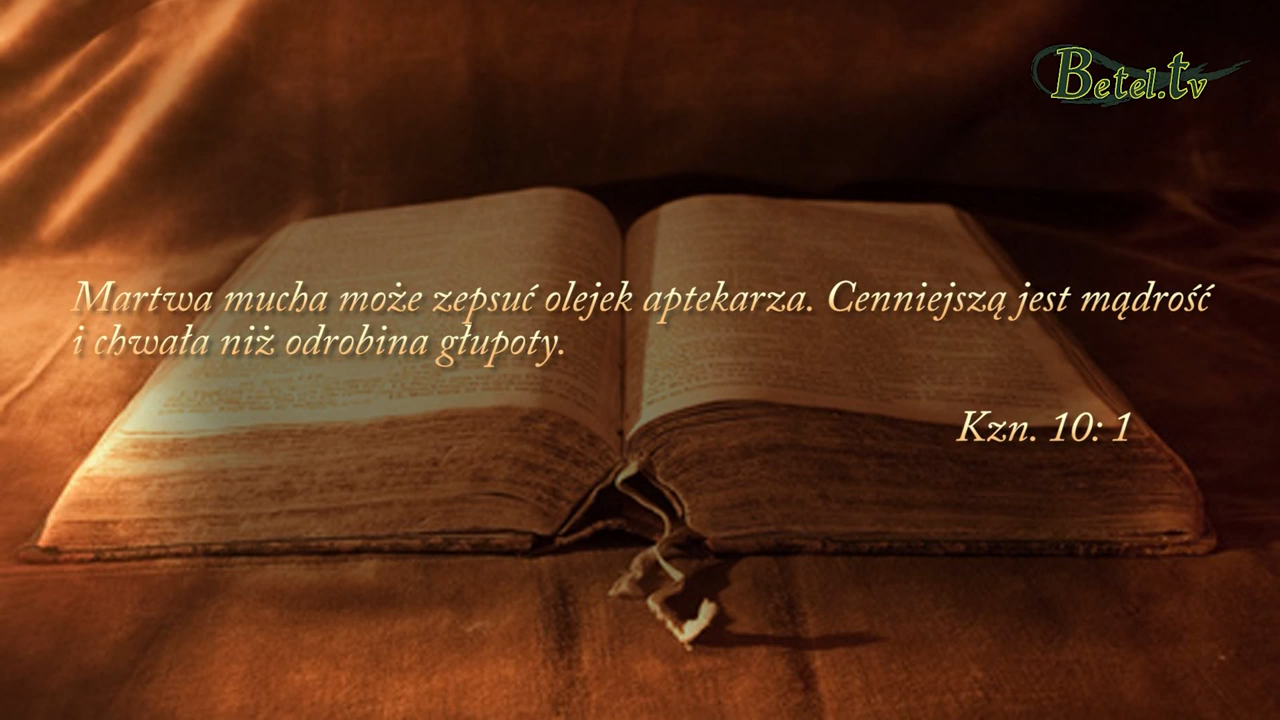 Betel.tv
Martwa mucha może zepsuć olejek aptekarza. Cenniejszą jest mądrość
i chwała niż odrobina głupoty.
Kzn. 10: 1